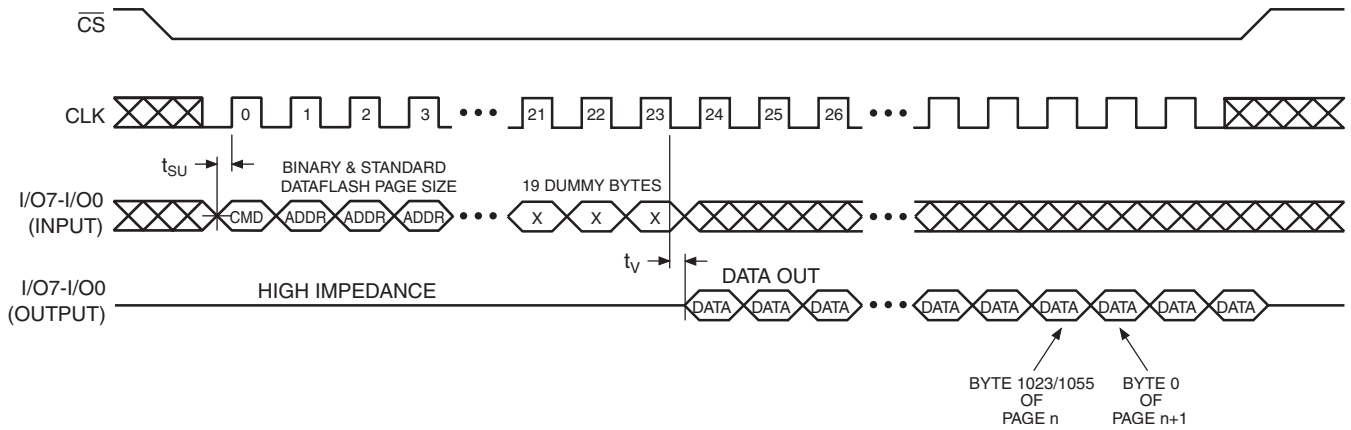 CS
CLK
0 1 2 3 ••• 21 22 23 24 25 26 •••
tSU
BINARY & STANDARD
DATAFLASH PAGE SIZE
19 DUMMY BYTES
I/O7-I/O0
(INPUT)
CMD ADDR ADDR ADDR ••• X X X •••
tV
DATA OUT
I/O7-I/O0
(OUTPUT)
HIGH IMPEDANCE
DATA DATA DATA ••• DATA DATA DATA DATA DATA DATA
BYTE 1023/1055
OF
PAGE n
BYTE 0
OF
PAGE n+1